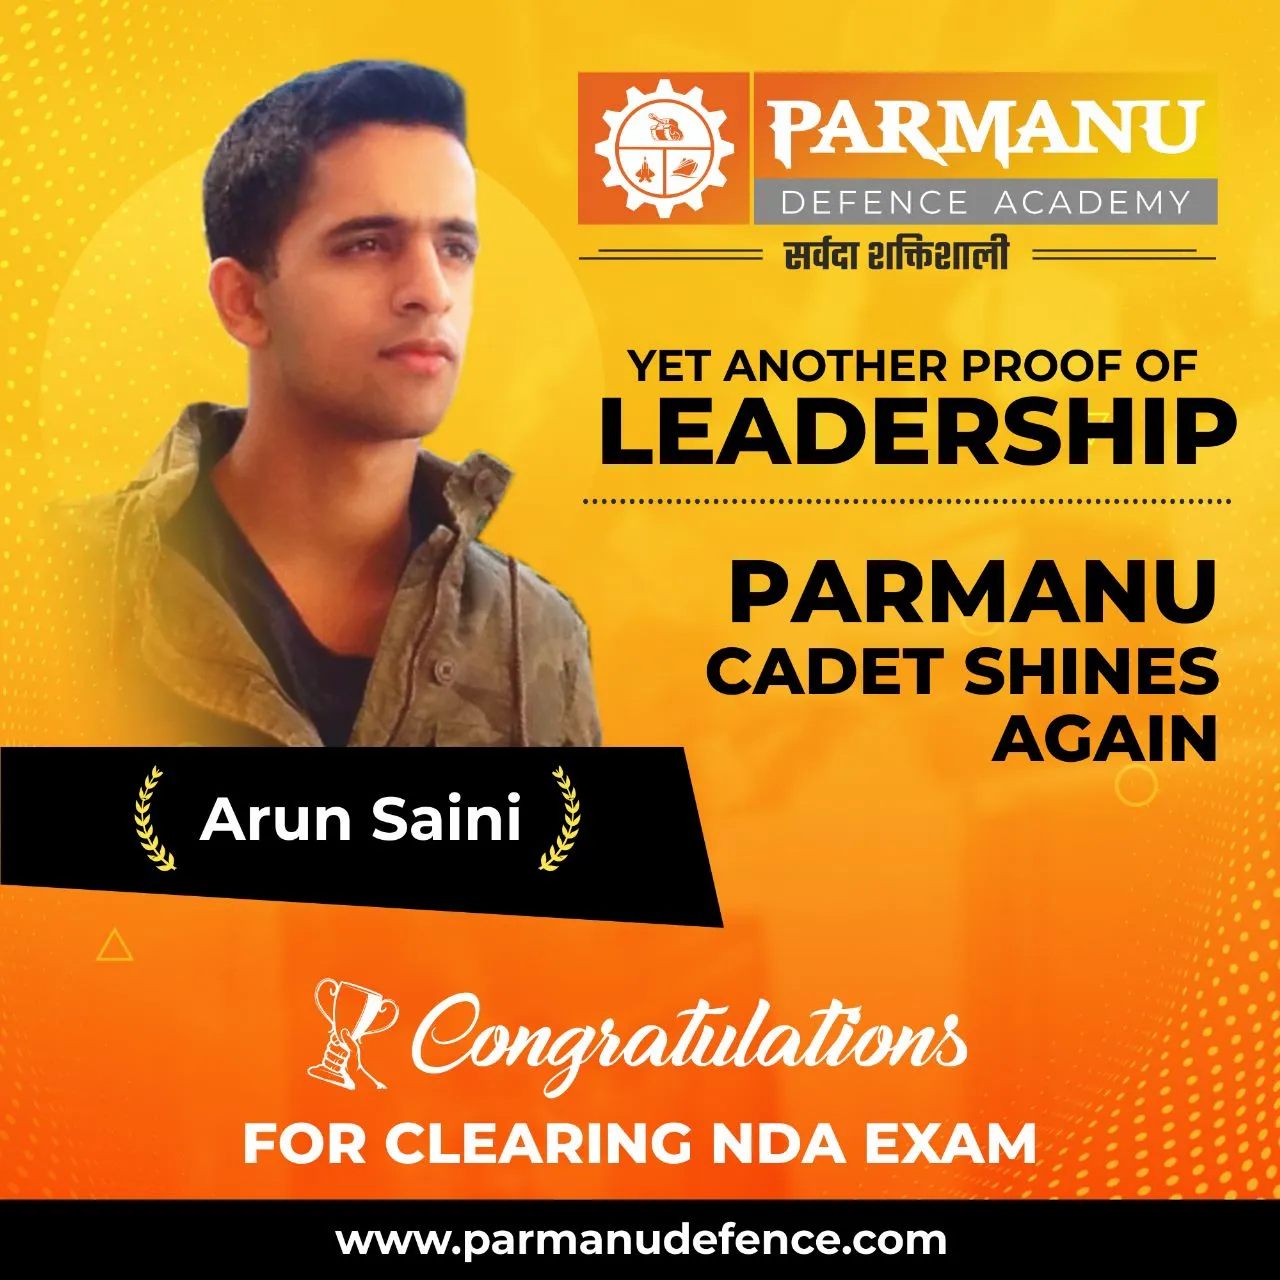 PARMANU
DEFENCE ACADEMY
सर्वदा शक्तिशाली
YET ANOTHER PROOF OF
LEADERSHIP
PARMANU
CADET SHINES
AGAIN
Arun Saini
Congratulations
FOR CLEARING NDA EXAM
www.parmanudefence.com